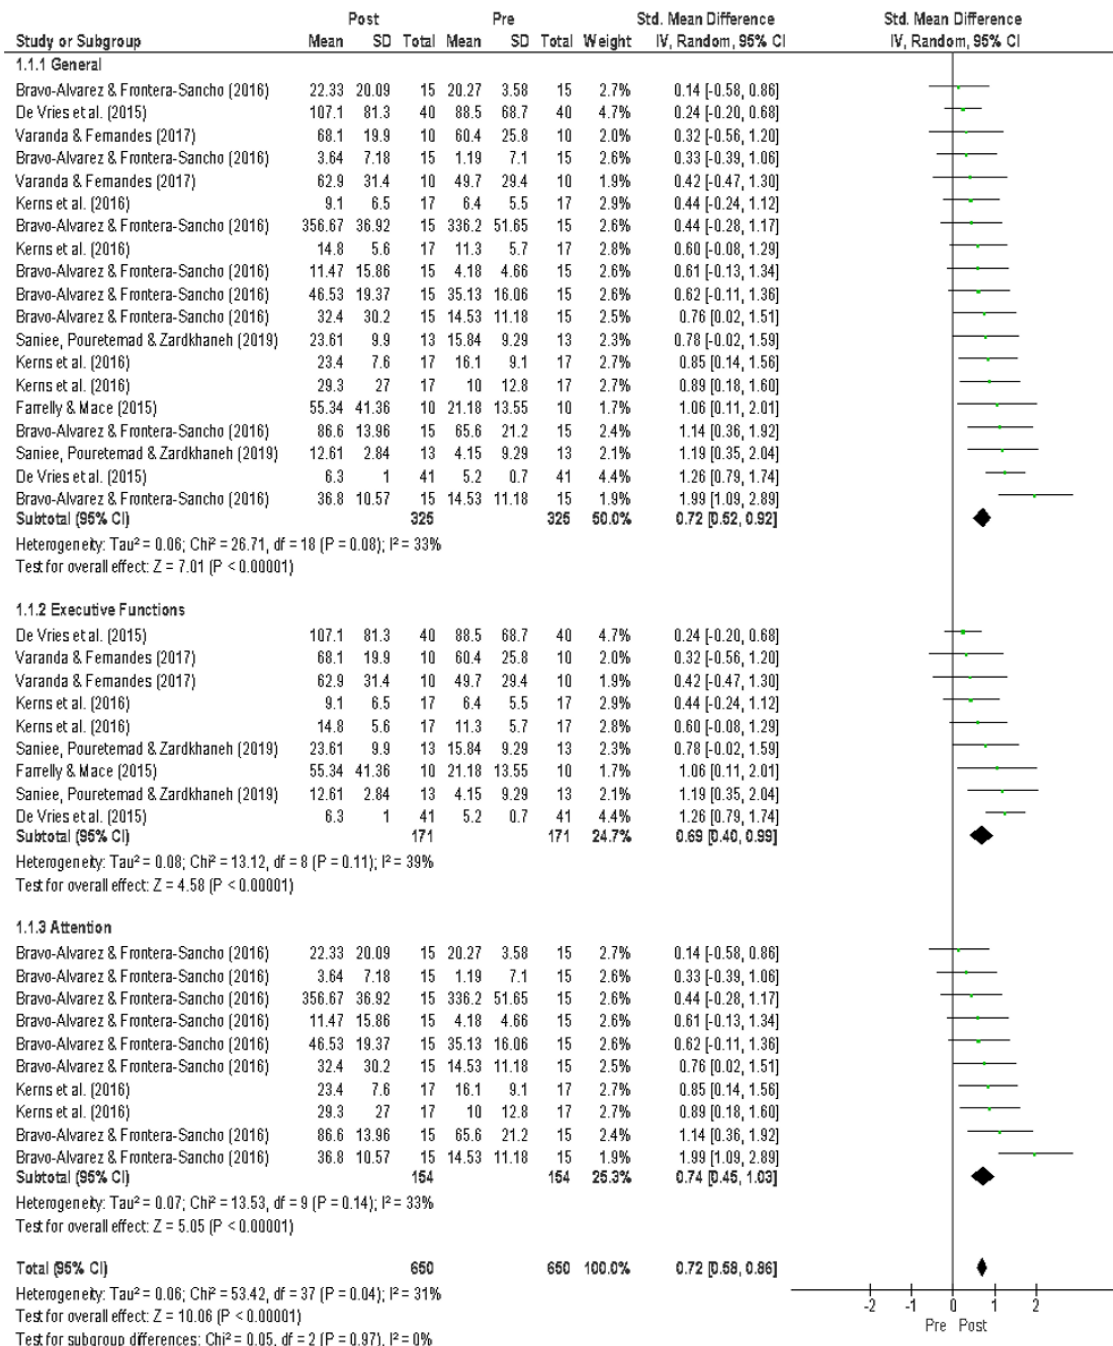 Post Pre Std. Mean Difference Std. Mean Difference
Study or Subgroup Mean SD Total Mean SD Total Weight IV, Random, 95% CI IV, Random, 95% CI
1.1.1 General
Bravo-Alvarez & Frontera-Sancho (2016) 22.33 20.09 15 20.27 3.58 15 2.7% 0.14 [-0.58, 0.86]
De Vries et al. (2015) 107.1 81.3 40 88.5 68.7 40 4.7% 0.24 [-0.20, 0.68]
Varanda & Fernandes (2017) 68.1 19.9 10 60.4 25.8 10 2.0% 0.32 [-0.56, 1.20]
Bravo-Alvarez & Frontera-Sancho (2016) 3.64 7.18 15 1.19 7.1 15 2.6% 0.33 [-0.39, 1.06]
Varanda & Fernandes (2017) 62.9 31.4 10 49.7 29.4 10 1.9% 0.42 [-0.47, 1.30]
Kerns et al. (2016) 9.1 6.5 17 6.4 5.5 17 2.9% 0.44 [-0.24, 1.12]
Bravo-Alvarez & Frontera-Sancho (2016) 356.67 36.92 15 336.2 51.65 15 2.6% 0.44 [-0.28, 1.17]
Kerns et al. (2016) 14.8 5.6 17 11.3 5.7 17 2.8% 0.60 [-0.08, 1.29]
Bravo-Alvarez & Frontera-Sancho (2016) 11.47 15.86 15 4.18 4.66 15 2.6% 0.61 [-0.13, 1.34]
Bravo-Alvarez & Frontera-Sancho (2016) 46.53 19.37 15 35.13 16.06 15 2.6% 0.62 [-0.11, 1.36]
Bravo-Alvarez & Frontera-Sancho (2016) 32.4 30.2 15 14.53 11.18 15 2.5% 0.76 [0.02, 1.51]
Saniee, Pouretemad & Zardkhaneh (2019) 23.61 9.9 13 15.84 9.29 13 2.3% 0.78 [-0.02, 1.59]
Kerns et al. (2016) 23.4 7.6 17 16.1 9.1 17 2.7% 0.85 [0.14, 1.56]
Kerns et al. (2016) 29.3 27 17 10 12.8 17 2.7% 0.89 [0.18, 1.60]
Farrelly & Mace (2015) 55.34 41.36 10 21.18 13.55 10 1.7% 1.06 [0.11, 2.01]
Bravo-Alvarez & Frontera-Sancho (2016) 86.6 13.96 15 65.6 21.2 15 2.4% 1.14 [0.36, 1.92]
Saniee, Pouretemad & Zardkhaneh (2019) 12.61 2.84 13 4.15 9.29 13 2.1% 1.19 [0.35, 2.04]
De Vries et al. (2015) 6.3 1 41 5.2 0.7 41 4.4% 1.26 [0.79, 1.74]
Bravo-Alvarez & Frontera-Sancho (2016) 36.8 10.57 15 14.53 11.18 15 1.9% 1.99 [1.09, 2.89]
Subtotal (95% CI) 325 325 50.0% 0.72 [0.52, 0.92]
Heterogeneity: Tau² = 0.06; Chi² = 26.71, df = 18 (P = 0.08); I² = 33%
Test for overall effect: Z = 7.01 (P < 0.00001)
1.1.2 Executive Functions
De Vries et al. (2015) 107.1 81.3 40 88.5 68.7 40 4.7% 0.24 [-0.20, 0.68]
Varanda & Fernandes (2017) 68.1 19.9 10 60.4 25.8 10 2.0% 0.32 [-0.56, 1.20]
Varanda & Fernandes (2017) 62.9 31.4 10 49.7 29.4 10 1.9% 0.42 [-0.47, 1.30]
Kerns et al. (2016) 9.1 6.5 17 6.4 5.5 17 2.9% 0.44 [-0.24, 1.12]
Kerns et al. (2016) 14.8 5.6 17 11.3 5.7 17 2.8% 0.60 [-0.08, 1.29]
Saniee, Pouretemad & Zardkhaneh (2019) 23.61 9.9 13 15.84 9.29 13 2.3% 0.78 [-0.02, 1.59]
Farrelly & Mace (2015) 55.34 41.36 10 21.18 13.55 10 1.7% 1.06 [0.11, 2.01]
Saniee, Pouretemad & Zardkhaneh (2019) 12.61 2.84 13 4.15 9.29 13 2.1% 1.19 [0.35, 2.04]
De Vries et al. (2015) 6.3 1 41 5.2 0.7 41 4.4% 1.26 [0.79, 1.74]
Subtotal (95% CI) 171 171 24.7% 0.69 [0.40, 0.99]
Heterogeneity: Tau² = 0.08; Chi² = 13.12, df = 8 (P = 0.11); I² = 39%
Test for overall effect: Z = 4.58 (P < 0.00001)
1.1.3 Attention
Bravo-Alvarez & Frontera-Sancho (2016) 22.33 20.09 15 20.27 3.58 15 2.7% 0.14 [-0.58, 0.86]
Bravo-Alvarez & Frontera-Sancho (2016) 3.64 7.18 15 1.19 7.1 15 2.6% 0.33 [-0.39, 1.06]
Bravo-Alvarez & Frontera-Sancho (2016) 356.67 36.92 15 336.2 51.65 15 2.6% 0.44 [-0.28, 1.17]
Bravo-Alvarez & Frontera-Sancho (2016) 11.47 15.86 15 4.18 4.66 15 2.6% 0.61 [-0.13, 1.34]
Bravo-Alvarez & Frontera-Sancho (2016) 46.53 19.37 15 35.13 16.06 15 2.6% 0.62 [-0.11, 1.36]
Bravo-Alvarez & Frontera-Sancho (2016) 32.4 30.2 15 14.53 11.18 15 2.5% 0.76 [0.02, 1.51]
Kerns et al. (2016) 23.4 7.6 17 16.1 9.1 17 2.7% 0.85 [0.14, 1.56]
Kerns et al. (2016) 29.3 27 17 10 12.8 17 2.7% 0.89 [0.18, 1.60]
Bravo-Alvarez & Frontera-Sancho (2016) 86.6 13.96 15 65.6 21.2 15 2.4% 1.14 [0.36, 1.92]
Bravo-Alvarez & Frontera-Sancho (2016) 36.8 10.57 15 14.53 11.18 15 1.9% 1.99 [1.09, 2.89]
Subtotal (95% CI) 154 154 25.3% 0.74 [0.45, 1.03]
Heterogeneity: Tau² = 0.07; Chi² = 13.53, df = 9 (P = 0.14); I² = 33%
Test for overall effect: Z = 5.05 (P < 0.00001)
Total (95% CI) 650 650 100.0% 0.72 [0.58, 0.86]
Heterogeneity: Tau² = 0.06; Chi² = 53.42, df = 37 (P = 0.04); I² = 31%
Test for overall effect: Z = 10.06 (P < 0.00001)
Test for subgroup differences: Chi² = 0.05, df = 2 (P = 0.97), I² = 0%
-2 -1 0 1 2
Pre Post